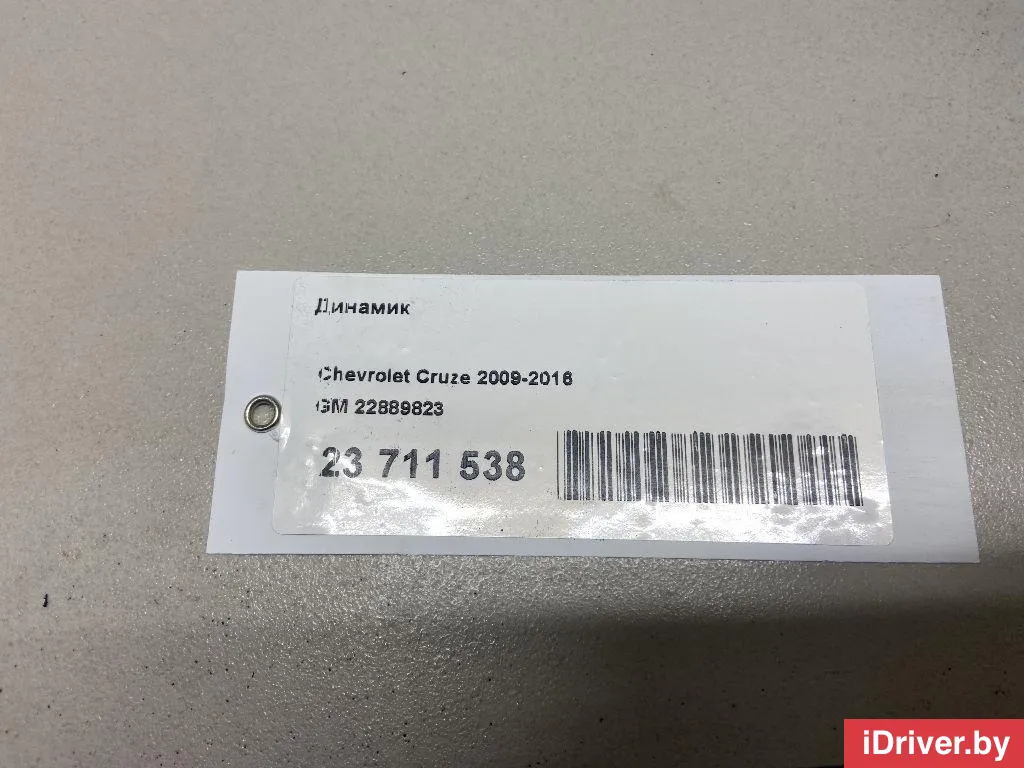 Динамик
Chevrolet Cruze 2009-2016
GM 22889823
23 711 538
iDriver.by